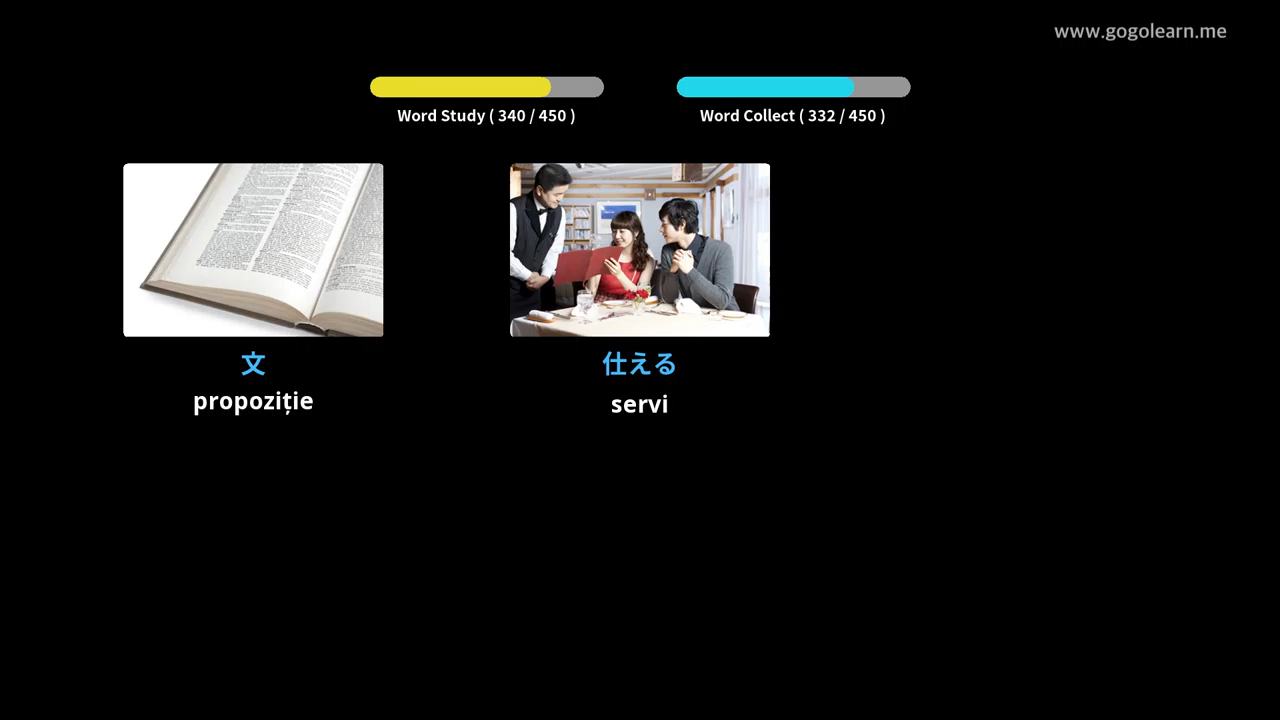 www.gogolearn.me
Word Study ( 340 / 450 )
Word Collect ( 332 / 450 )
文
propoziție
仕える
servi